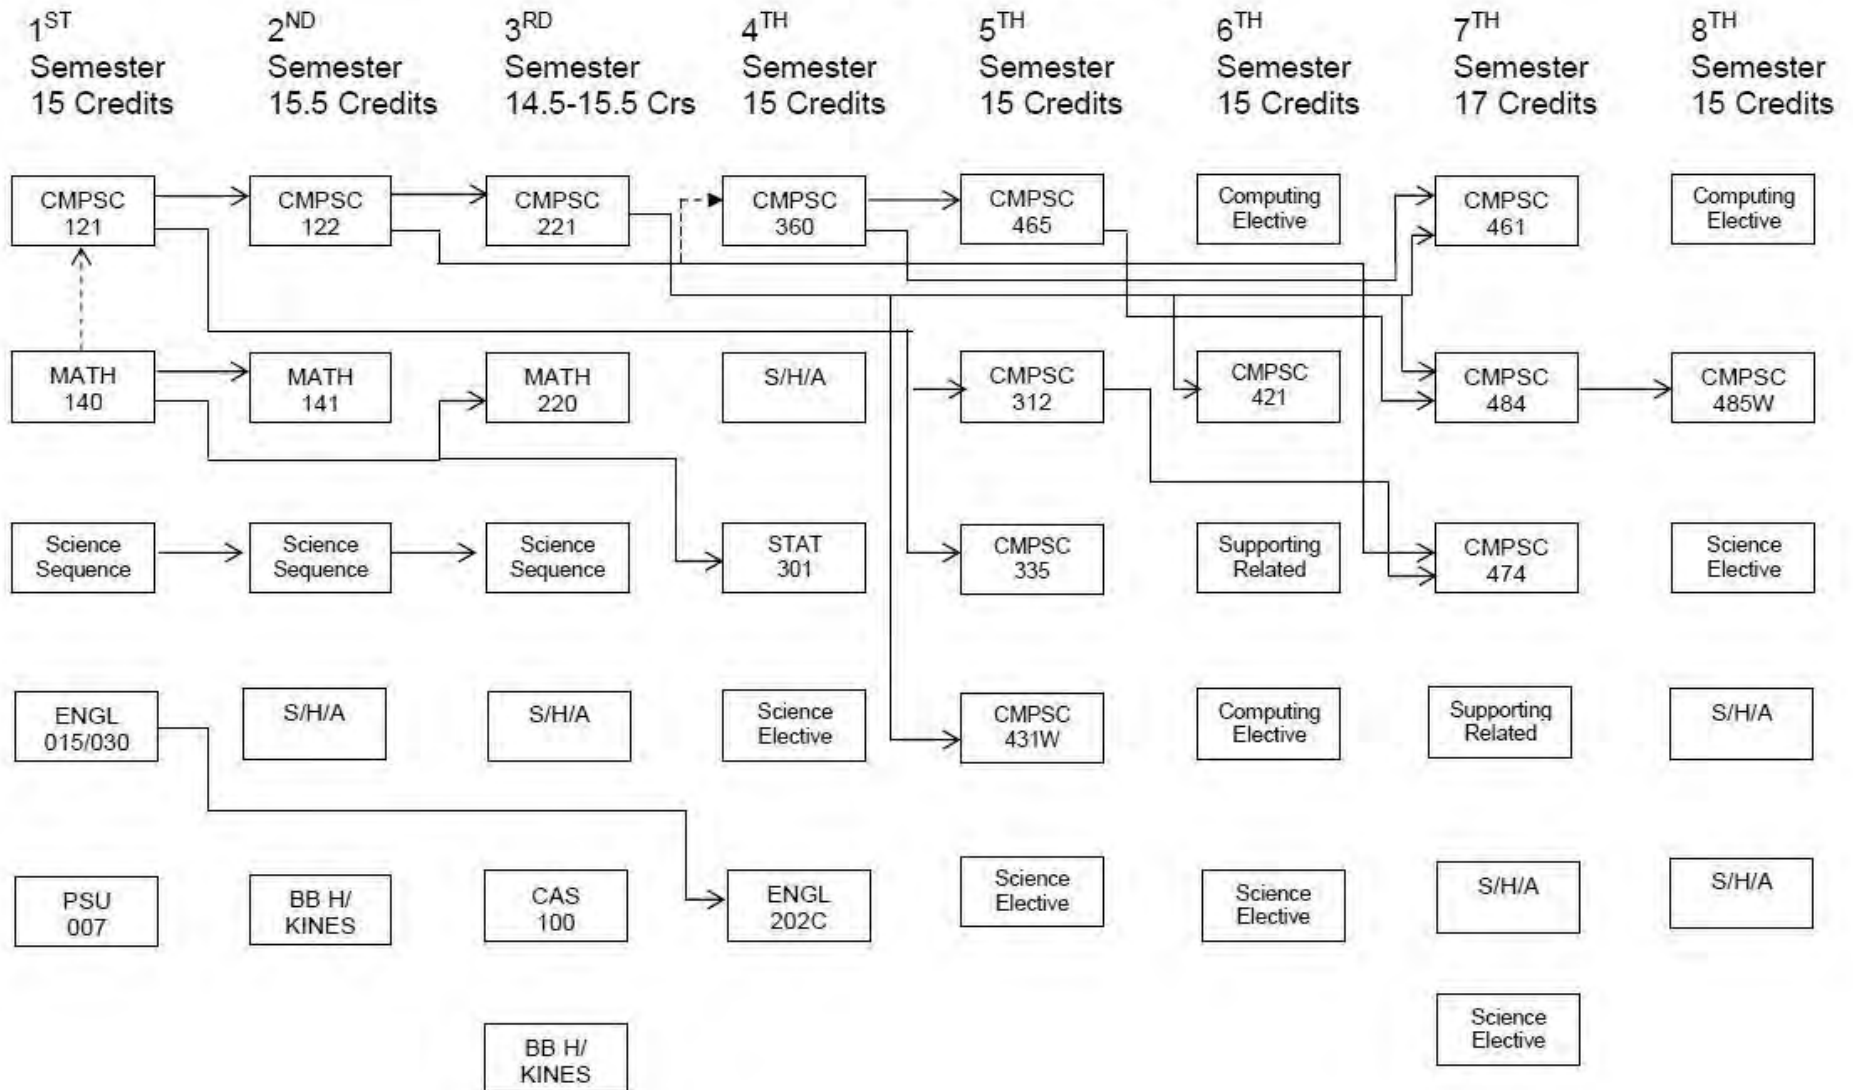 1ST
Semester
15 Credits
2ND
Semester
15.5 Credits
3RD
Semester
14.5-15.5 Crs
4TH
Semester
15 Credits
5TH
Semester
15 Credits
6TH
Semester
15 Credits
7TH
Semester
17 Credits
8TH
Semester
15 Credits
CMPSC
121
CMPSC
122
CMPSC
221
CMPSC
360
CMPSC
465
Computing
Elective
CMPSC
461
Computing
Elective
MATH
140
MATH
141
MATH
220
S/H/A
CMPSC
312
CMPSC
421
CMPSC
484
CMPSC
485W
Science
Sequence
Science
Sequence
Science
Sequence
STAT
301
CMPSC
335
Supporting
Related
CMPSC
474
Science
Elective
ENGL
015/030
S/H/A
S/H/A
Science
Elective
CMPSC
431W
Computing
Elective
Supporting
Related
S/H/A
PSU
007
BB H/
KINES
CAS
100
ENGL
202C
Science
Elective
Science
Elective
S/H/A
S/H/A
BB H/
KINES
Science
Elective